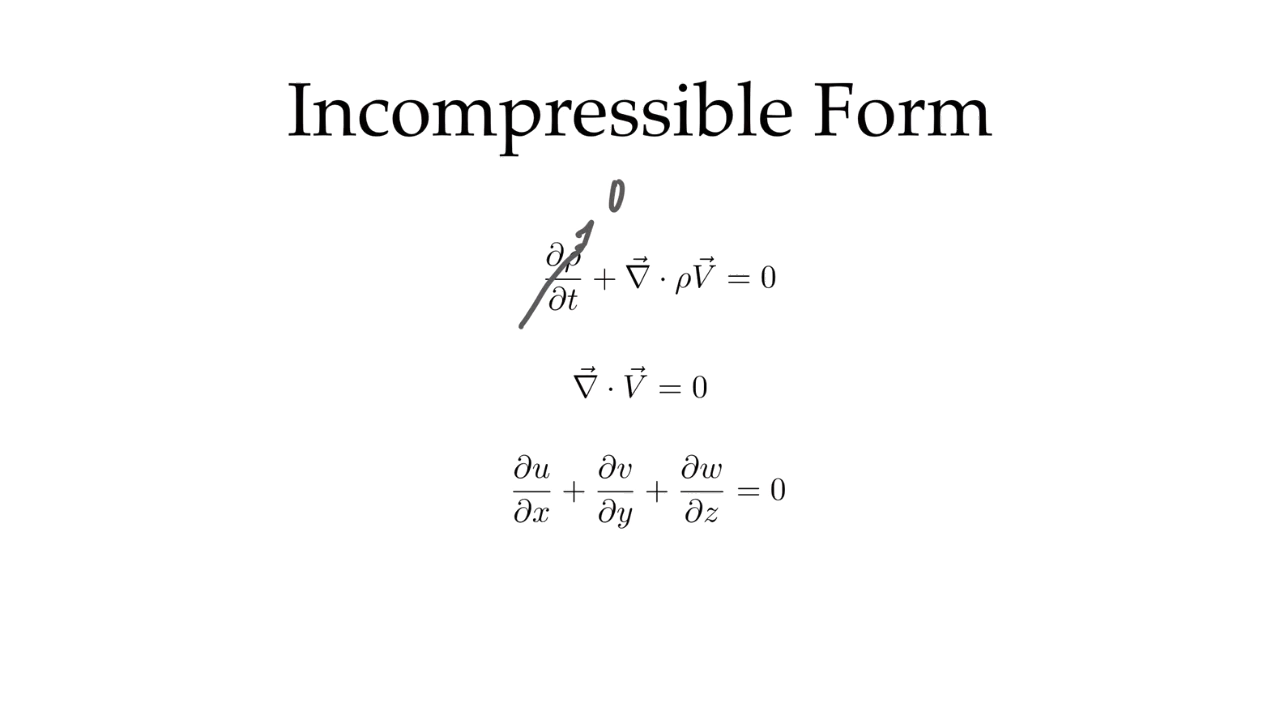 Incompressible Form
0
∂ρ/∂t + ∇⃗ · ρV⃗ = 0
∇⃗ · V⃗ = 0
∂u/∂x + ∂v/∂y + ∂w/∂z = 0